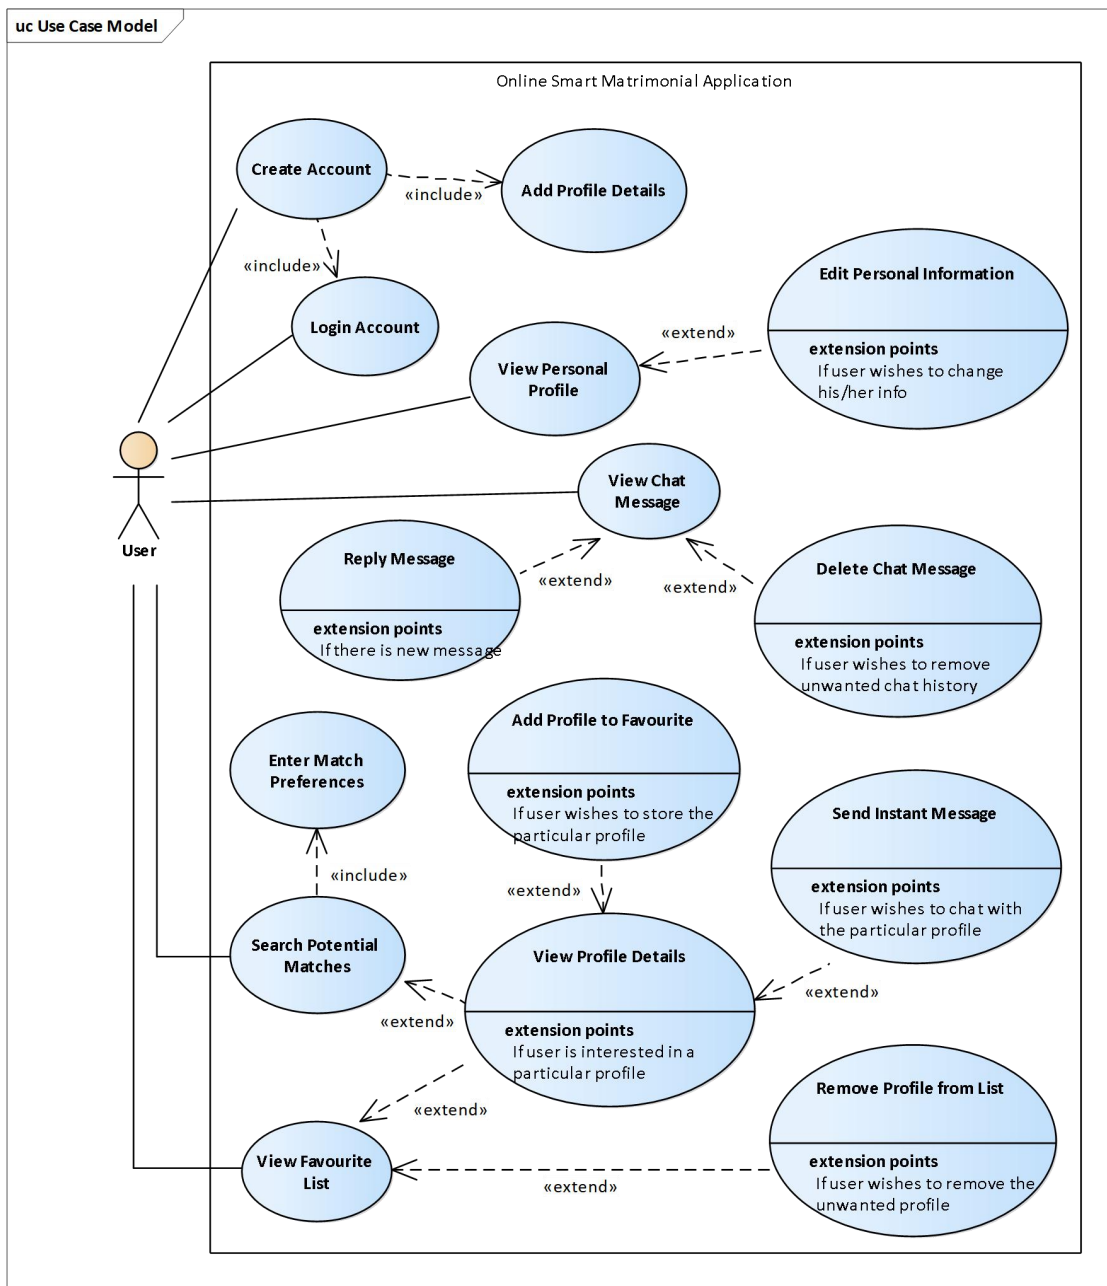 uc Use Case Model
Online Smart Matrimonial Application
Create Account
«include»
Add Profile Details
«include»
Login Account
Edit Personal Information
extension points
If user wishes to change
his/her info
«extend»
View Personal
Profile
User
View Chat
Message
Reply Message
extension points
If there is new message
«extend»
«extend»
Delete Chat Message
extension points
If user wishes to remove
unwanted chat history
Add Profile to Favourite
extension points
If user wishes to store the
particular profile
Enter Match
Preferences
Send Instant Message
extension points
If user wishes to chat with
the particular profile
«include»
«extend»
Search Potential
Matches
View Profile Details
extension points
If user is interested in a
particular profile
«extend»
«extend»
«extend»
Remove Profile from List
extension points
If user wishes to remove the
unwanted profile
View Favourite
List
«extend»